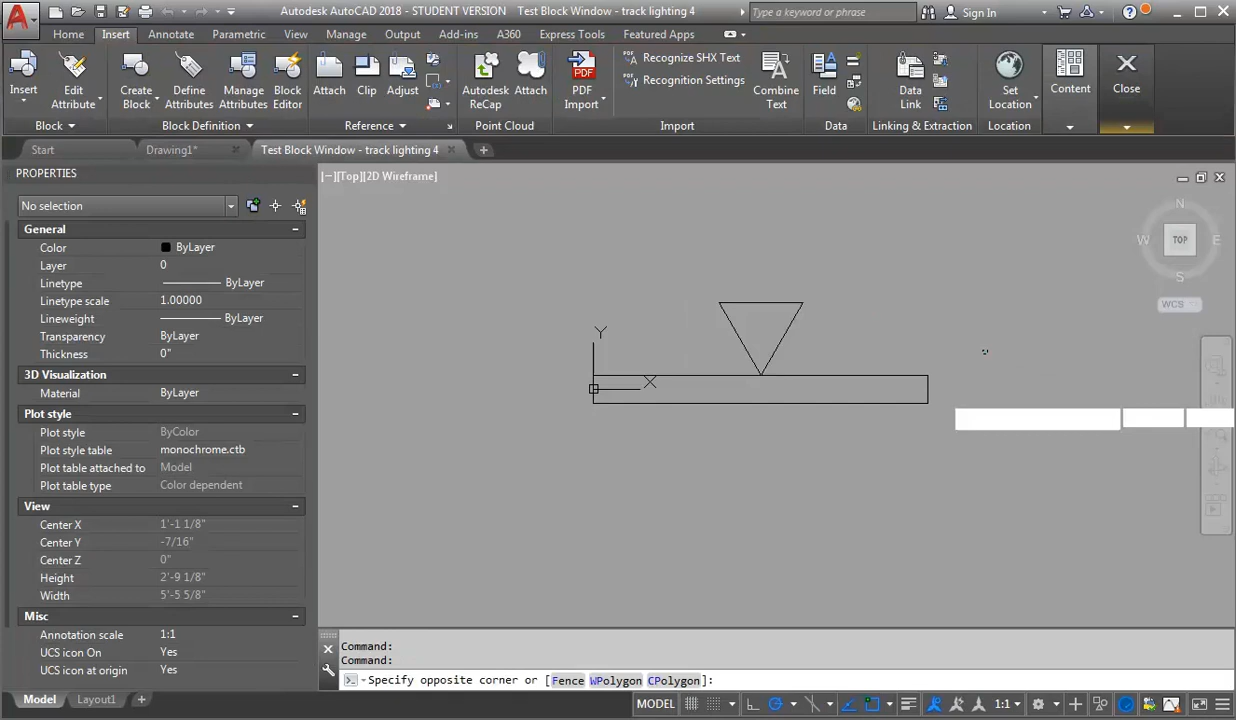 Autodesk AutoCAD 2018 - STUDENT VERSION    Test Block Window - track lighting 4    Type a keyword or phrase    Sign In
Home    Insert    Annotate    Parametric    View    Manage    Output    Add-ins    A360    Express Tools    Featured Apps
Insert    Edit Attribute    Create Block    Define Attributes    Manage Attributes    Block Editor    Attach    Clip    Adjust    Autodesk ReCap    Attach    PDF Import    Recognize SHX Text    Recognition Settings    Combine Text    Field    Data Link    Set Location    Content    Close
Block    Block Definition    Reference    Point Cloud    Import    Data    Linking & Extraction    Location
Start    Drawing1*    Test Block Window - track lighting 4
PROPERTIES
[−][Top][2D Wireframe]
No selection
General
Color    ByLayer
Layer    0
Linetype    ByLayer
Linetype scale    1.00000
Lineweight    ByLayer
Transparency    ByLayer
Thickness    0"
3D Visualization
Material    ByLayer
Plot style
Plot style    ByColor
Plot style table    monochrome.ctb
Plot table attached to    Model
Plot table type    Color dependent
View
Center X    1'-1 1/8"
Center Y    -7/16"
Center Z    0"
Height    2'-9 1/8"
Width    5'-5 5/8"
Misc
Annotation scale    1:1
UCS icon On    Yes
UCS icon at origin    Yes
Y
X
N
W    TOP    E
S
WCS
Command:
Command:
Specify opposite corner or [Fence WPolygon CPolygon]:
Model    Layout1    MODEL    1:1